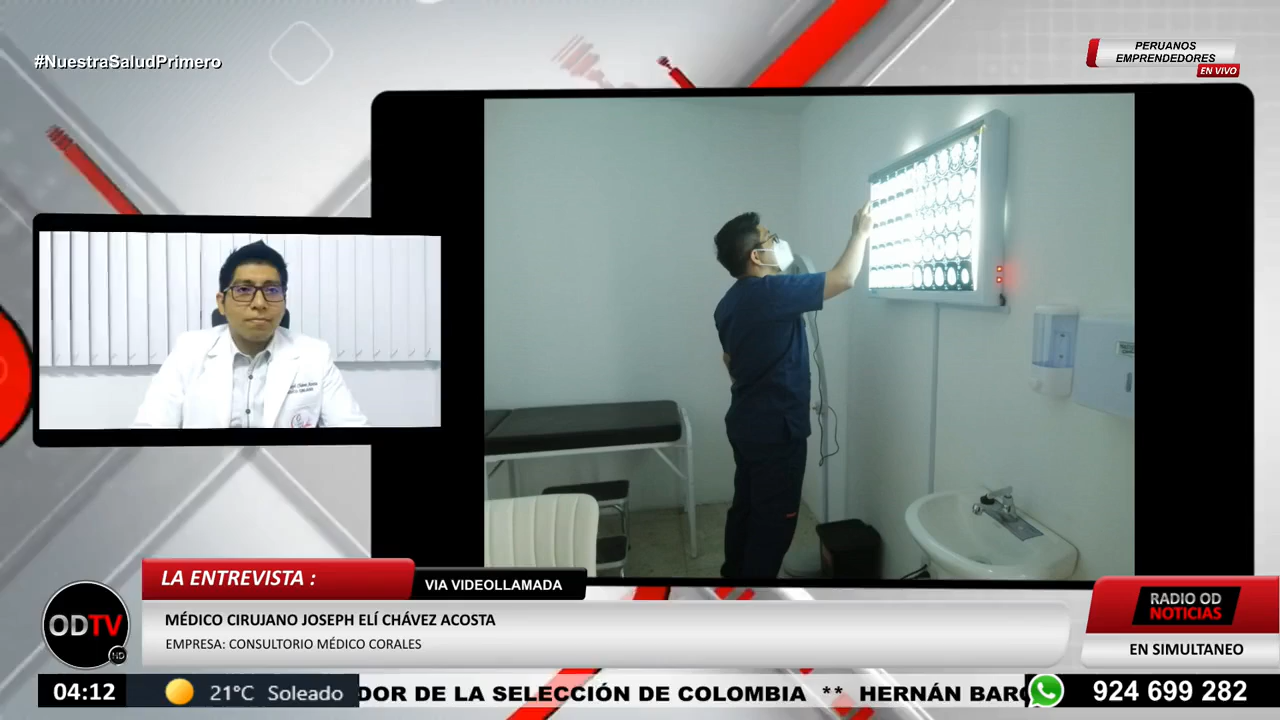 #NuestraSaludPrimero
PERUANOS
EMPRENDEDORES
EN VIVO
LA ENTREVISTA :
VIA VIDEOLLAMADA
MÉDICO CIRUJANO JOSEPH ELÍ CHÁVEZ ACOSTA
EMPRESA: CONSULTORIO MÉDICO CORALES
ODTV
HD
RADIO OD
NOTICIAS
EN SIMULTANEO
04:12
21°C Soleado
DOR DE LA SELECCIÓN DE COLOMBIA ** HERNÁN BARC
924 699 282